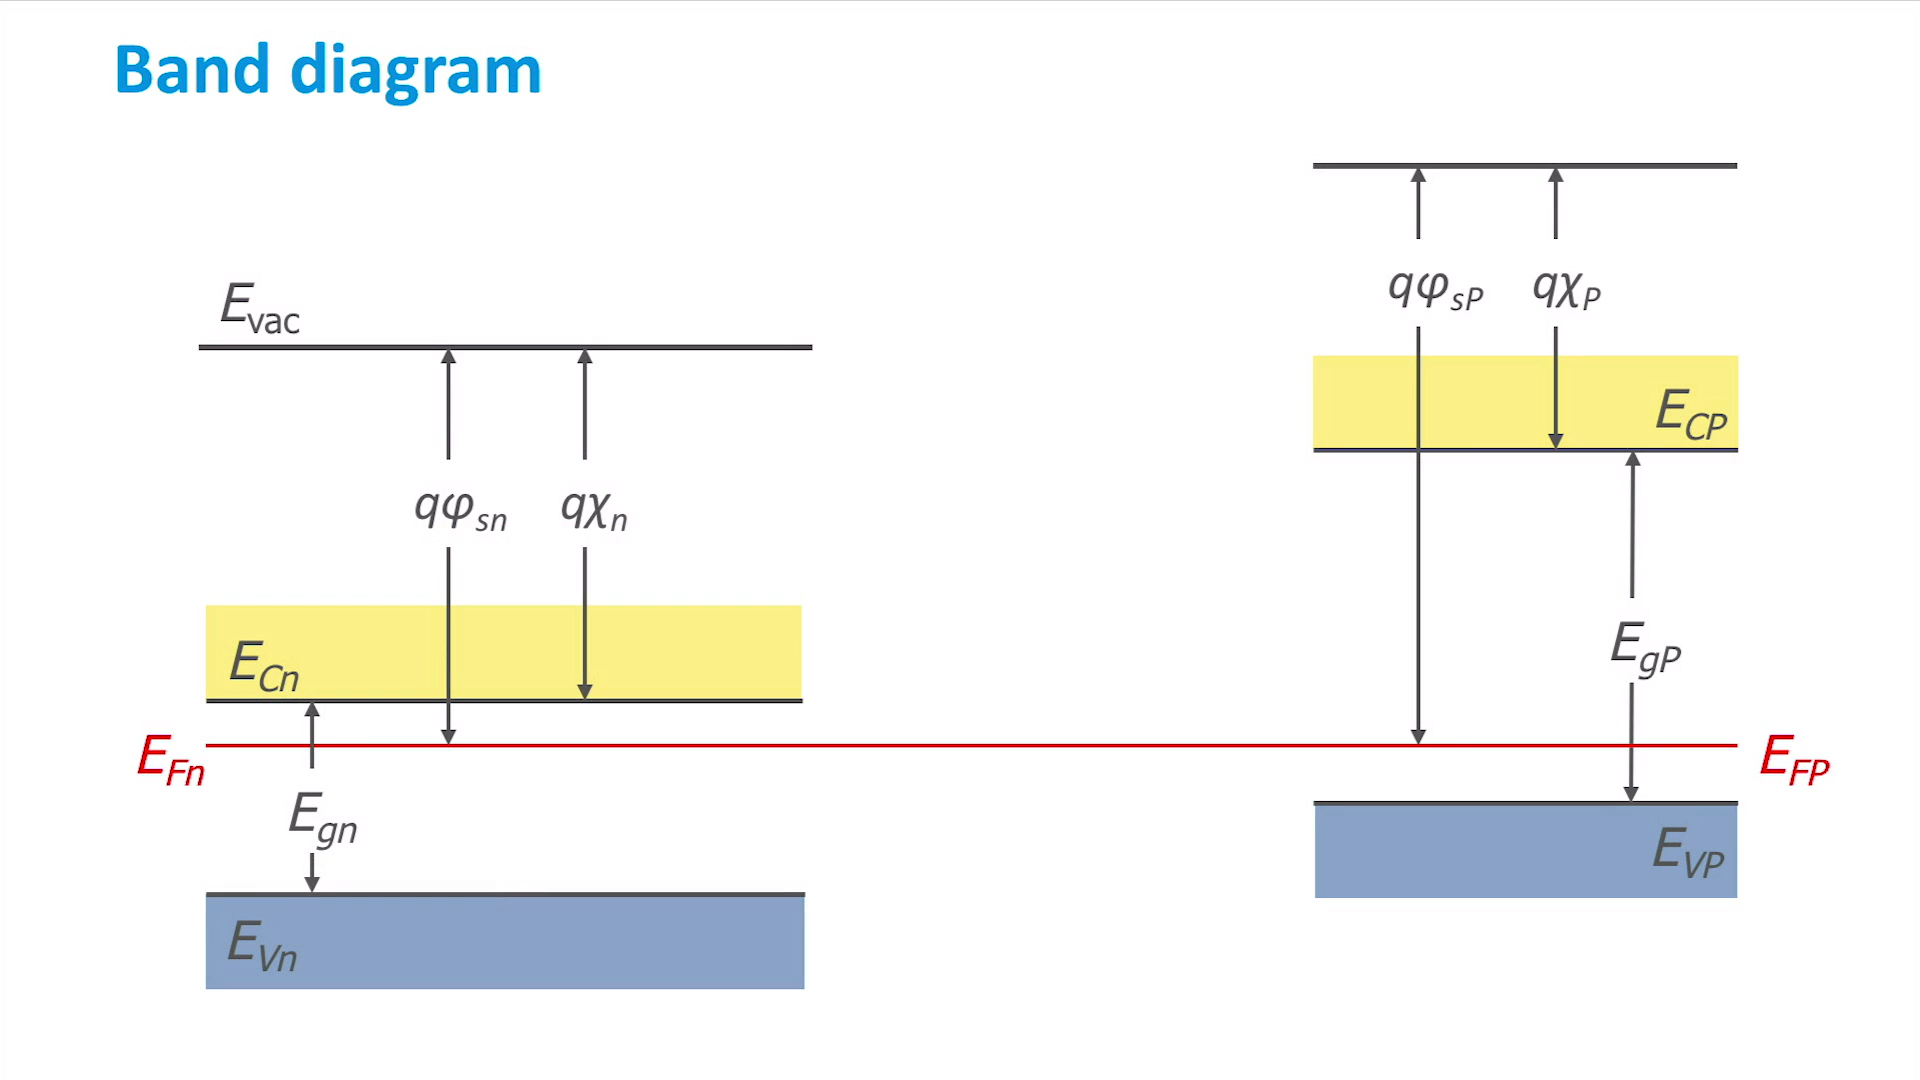 Band diagram
E_vac
qφ_sn
qχ_n
E_Cn
E_Fn
E_gn
E_Vn
qφ_sP
qχ_P
E_CP
E_gP
E_FP
E_VP